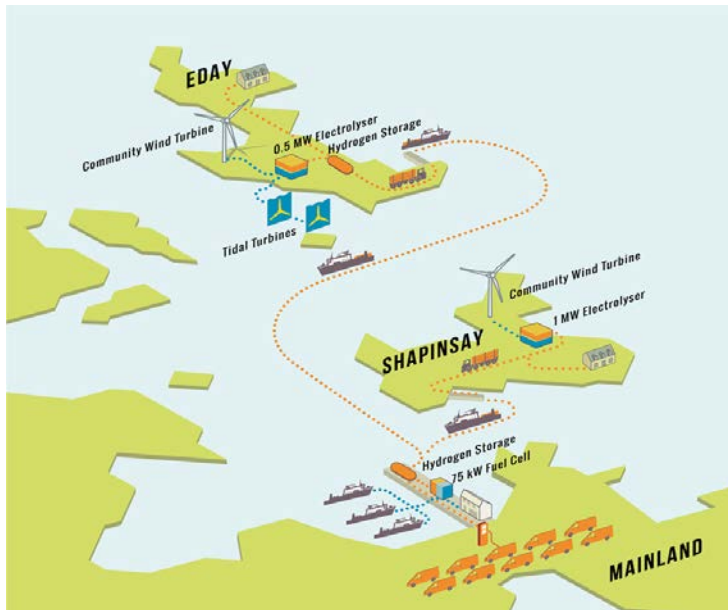 EDAY
Community Wind Turbine
0.5 MW Electrolyser
Hydrogen Storage
Tidal Turbines
Community Wind Turbine
1 MW Electrolyser
SHAPINSAY
Hydrogen Storage
75 kW Fuel Cell
MAINLAND